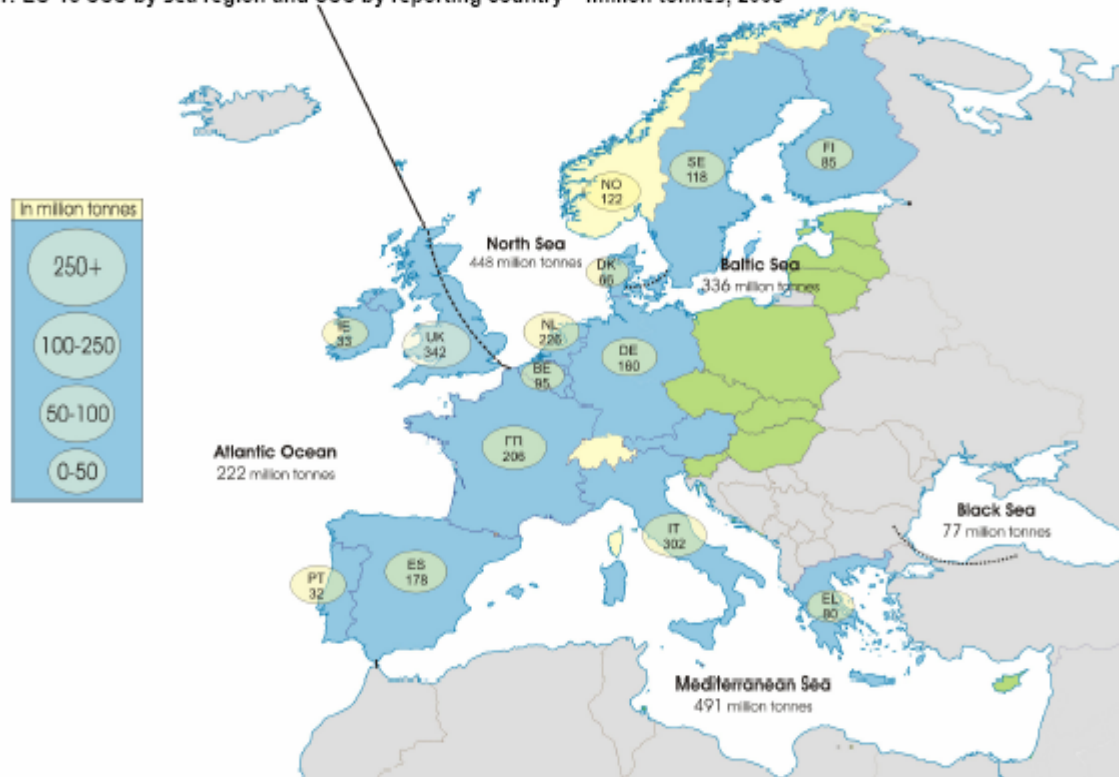 In million tonnes
250+
100-250
50-100
0-50
FI
85
SE
118
NO
122
North Sea
448 million tonnes
DK
66
Baltic Sea
336 million tonnes
IE
33
UK
342
NL
226
DE
160
BE
95
206
Atlantic Ocean
222 million tonnes
IT
302
Black Sea
77 million tonnes
ES
178
PT
32
EL
80
Mediterranean Sea
491 million tonnes